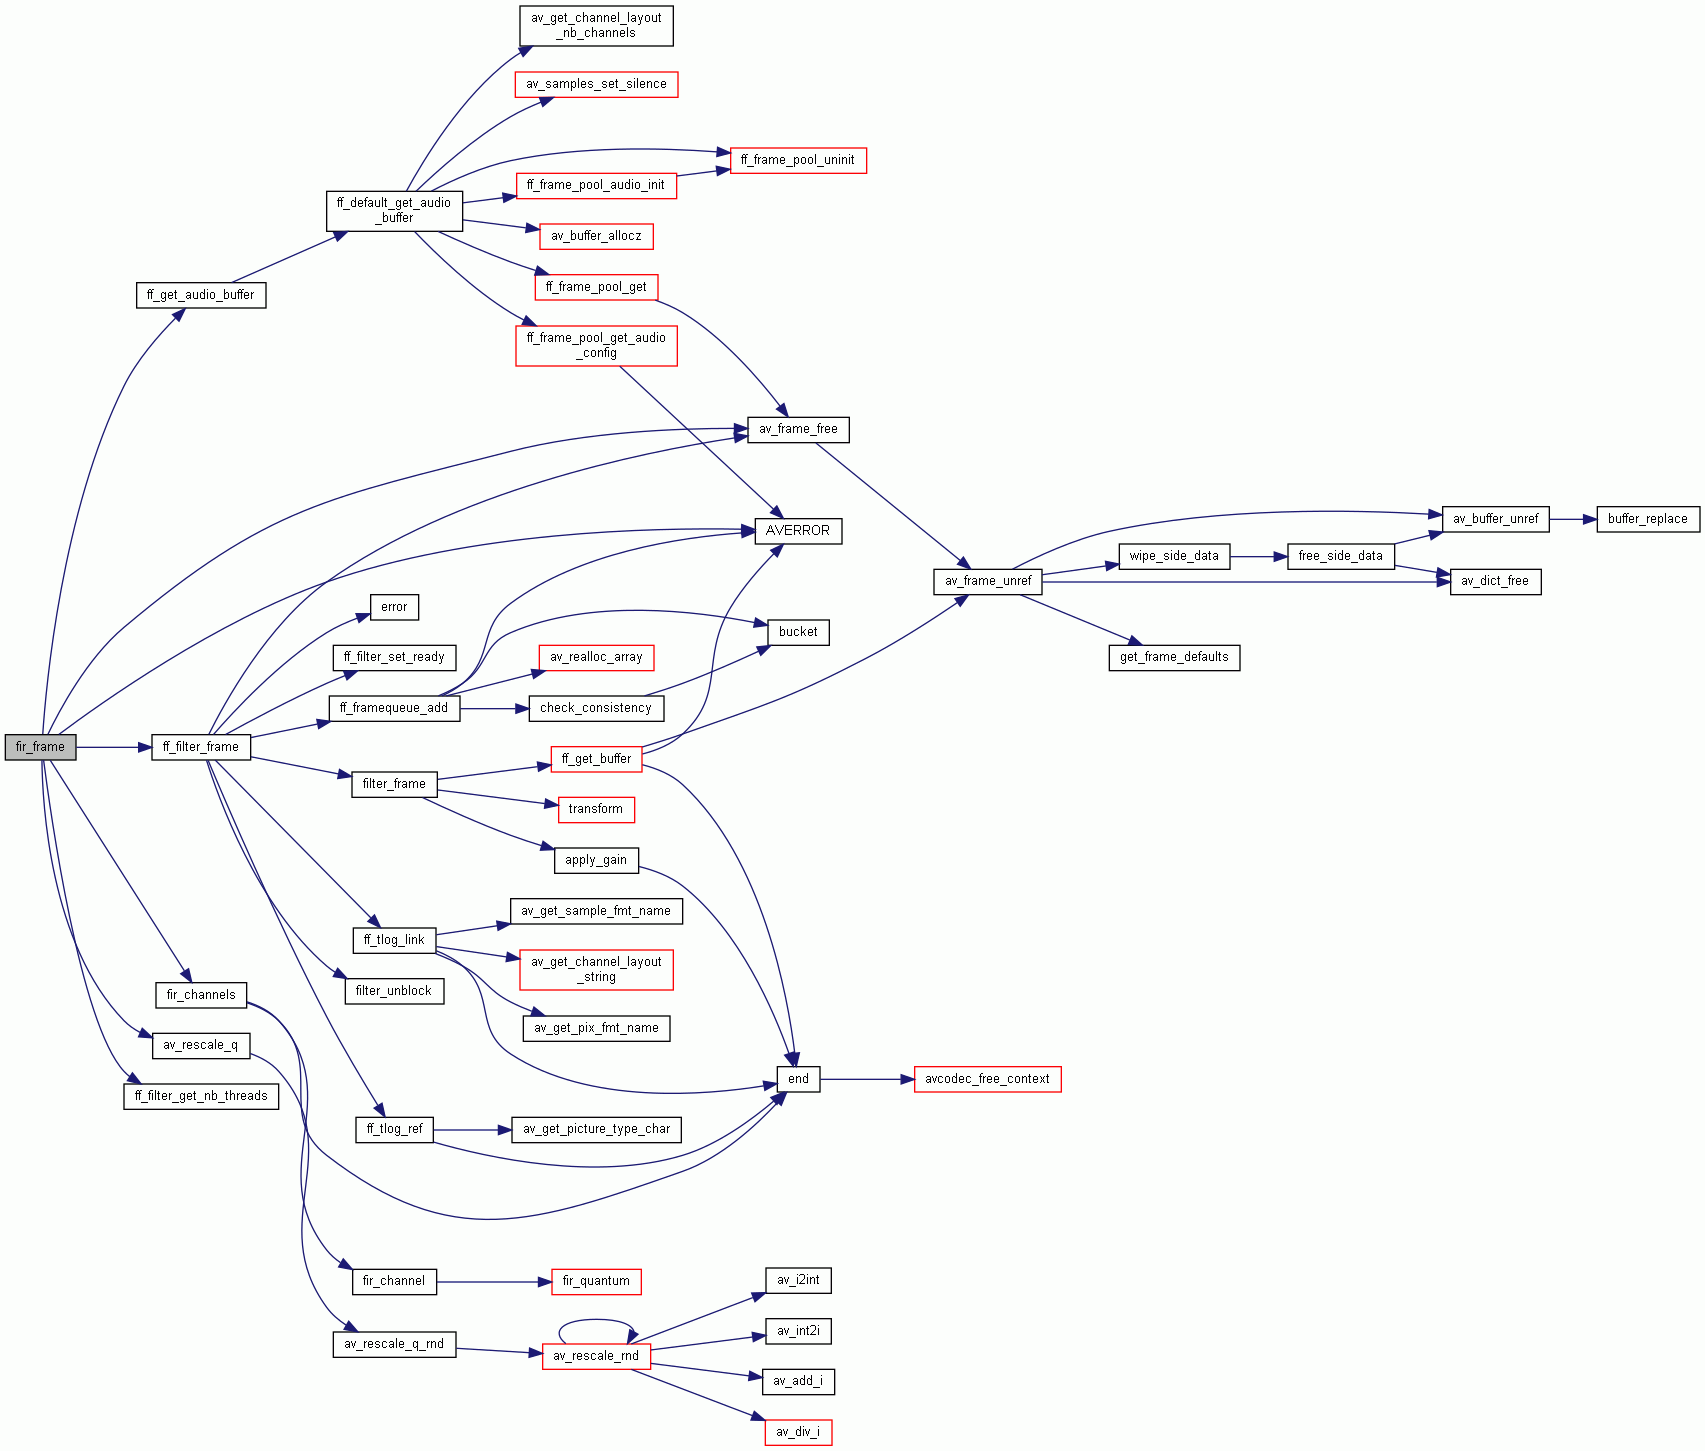 av_get_channel_layout
_nb_channels
av_samples_set_silence
ff_frame_pool_uninit
ff_frame_pool_audio_init
ff_default_get_audio
_buffer
av_buffer_allocz
ff_frame_pool_get
ff_get_audio_buffer
ff_frame_pool_get_audio
_config
av_frame_free
AVERROR
av_buffer_unref
buffer_replace
wipe_side_data
free_side_data
av_frame_unref
av_dict_free
error
bucket
ff_filter_set_ready
av_realloc_array
get_frame_defaults
ff_framequeue_add
check_consistency
fir_frame
ff_filter_frame
ff_get_buffer
filter_frame
transform
apply_gain
av_get_sample_fmt_name
ff_tlog_link
av_get_channel_layout
_string
fir_channels
filter_unblock
av_get_pix_fmt_name
av_rescale_q
end
avcodec_free_context
ff_filter_get_nb_threads
ff_tlog_ref
av_get_picture_type_char
fir_channel
fir_quantum
av_i2int
av_int2i
av_rescale_q_rnd
av_rescale_rnd
av_add_i
av_div_i